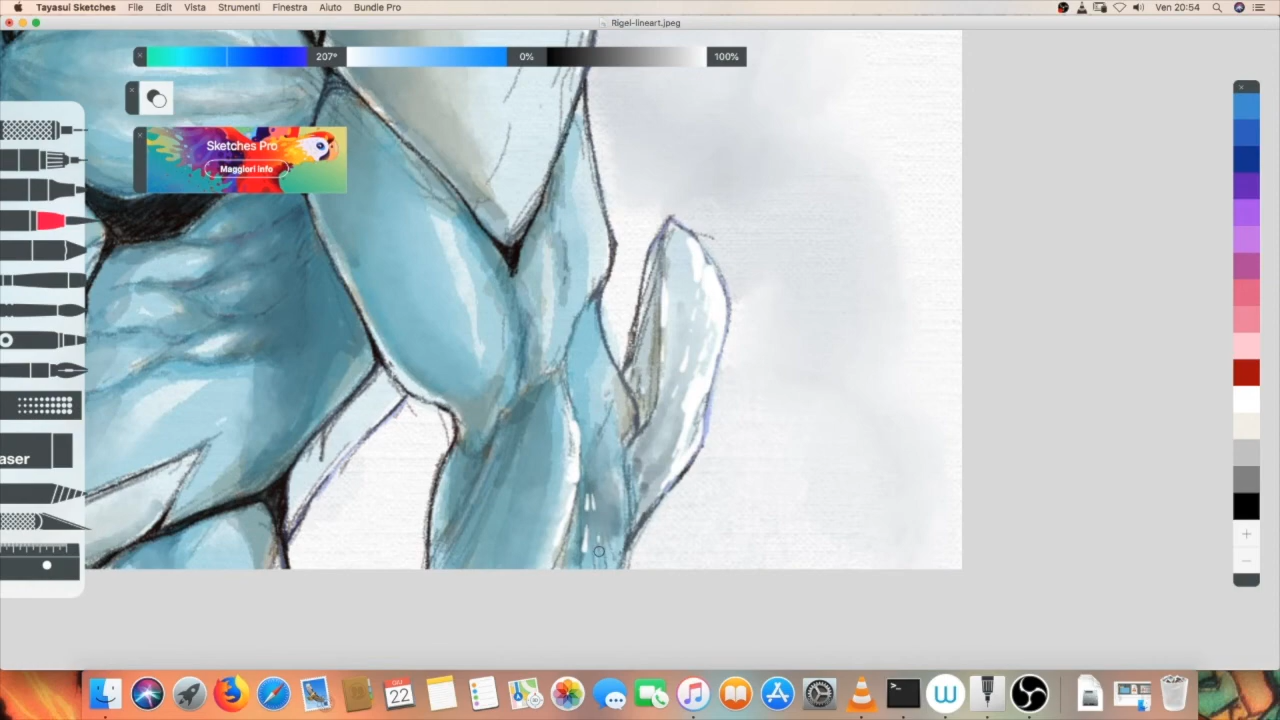 Tayasui Sketches File Edit Vista Strumenti Finestra Aiuto Bundle Pro Ven 20:54
Rigel-lineart.jpeg
207° 0% 100%
Sketches Pro
Maggiori info
aser
GIU
22